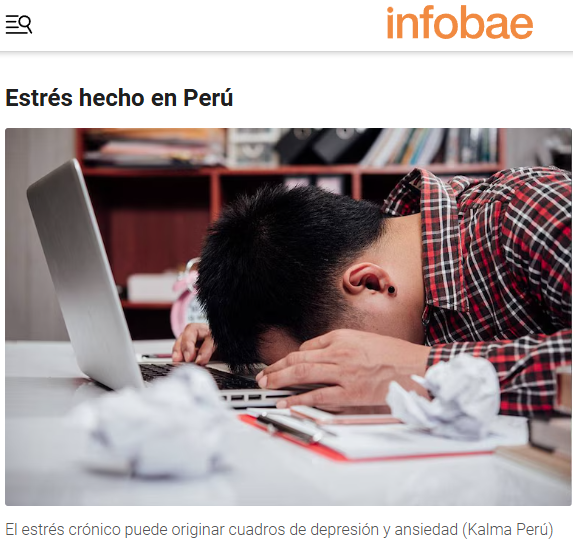 infobae
Estrés hecho en Perú
El estrés crónico puede originar cuadros de depresión y ansiedad (Kalma Perú)